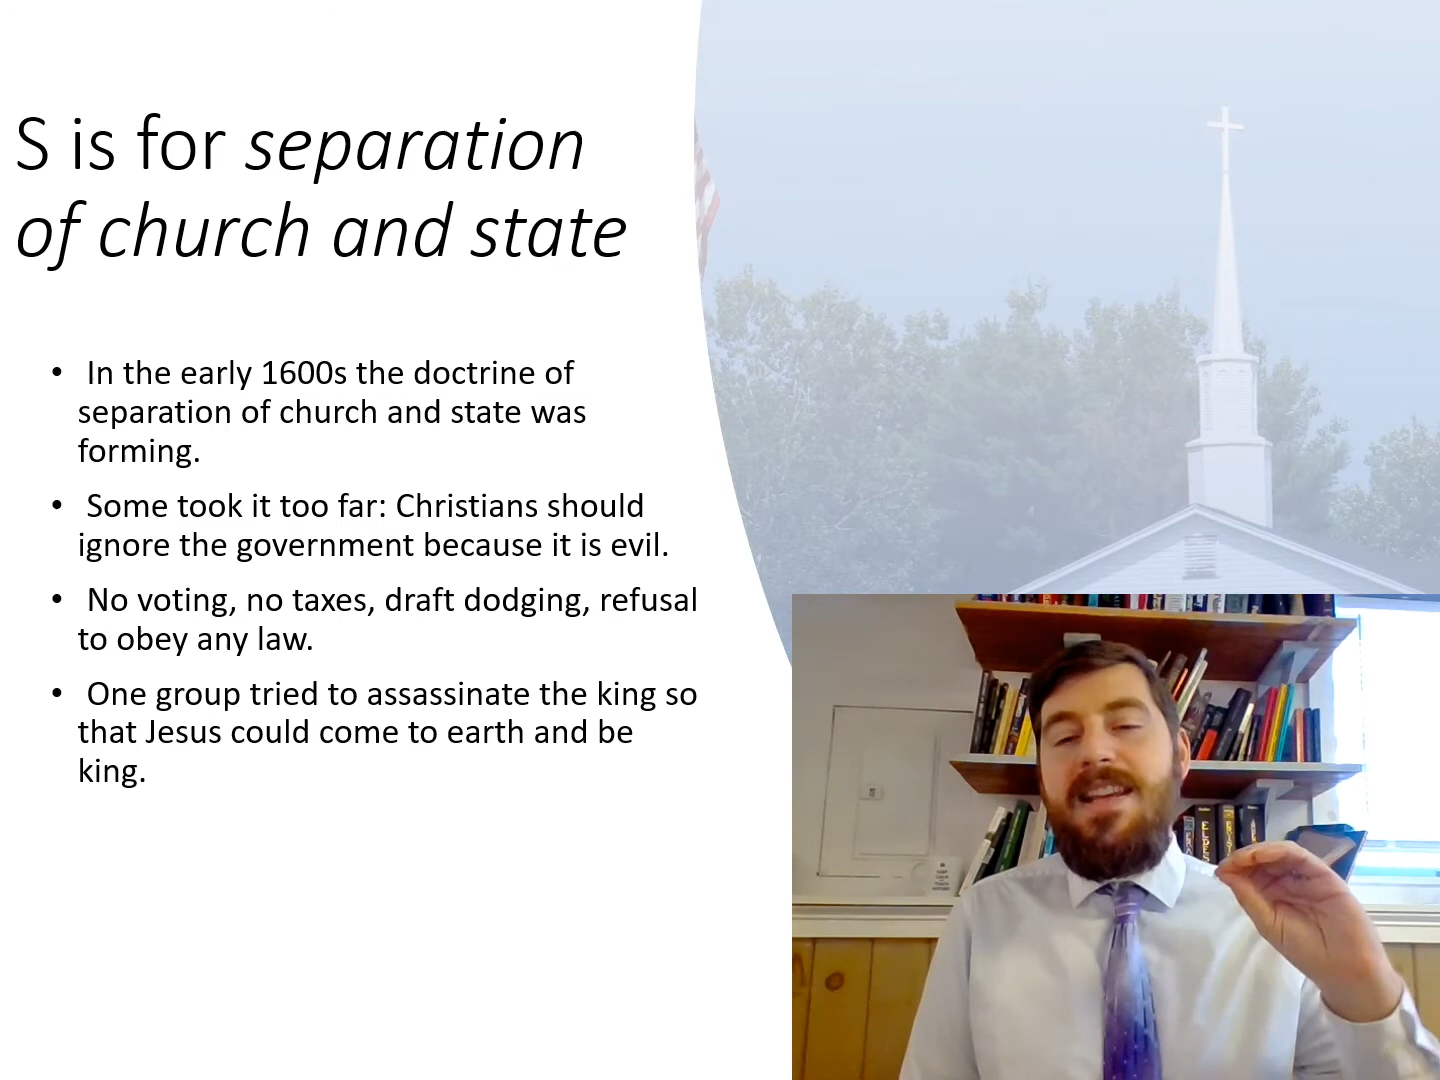 S is for separation
of church and state
• In the early 1600s the doctrine of
separation of church and state was
forming.
• Some took it too far: Christians should
ignore the government because it is evil.
• No voting, no taxes, draft dodging, refusal
to obey any law.
• One group tried to assassinate the king so
that Jesus could come to earth and be
king.